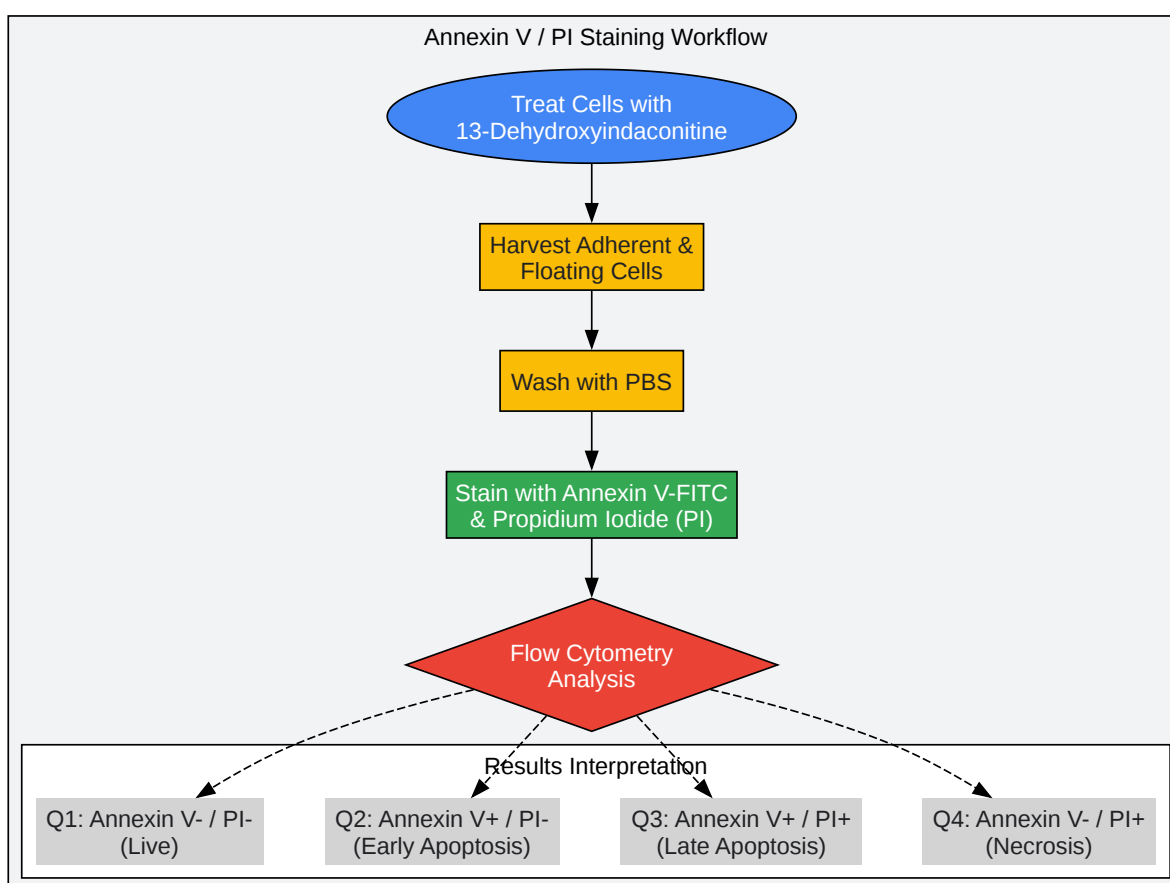 Annexin V / PI Staining Workflow
Treat Cells with
13-Dehydroxyindaconitine
Harvest Adherent &
Floating Cells
Wash with PBS
Stain with Annexin V-FITC
& Propidium Iodide (PI)
Flow Cytometry
Analysis
Results Interpretation
Q1: Annexin V- / PI-
(Live)
Q2: Annexin V+ / PI-
(Early Apoptosis)
Q3: Annexin V+ / PI+
(Late Apoptosis)
Q4: Annexin V- / PI+
(Necrosis)